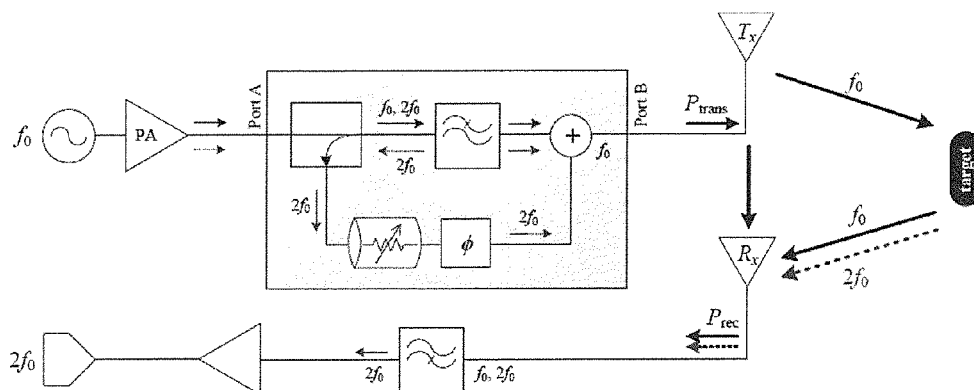 Tx
f0
PA
Port A
f0, 2f0
2f0
+
f0
Port B
Ptrans
f0
target
2f0
2f0
ϕ
f0
2f0
Rx
Prec
2f0
2f0
f0, 2f0